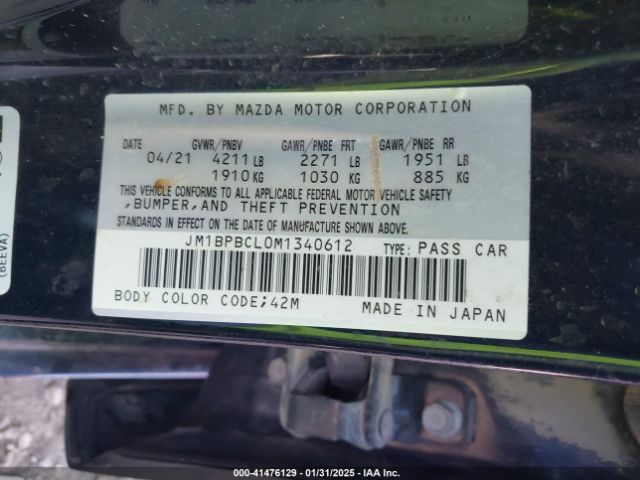 MFD. BY MAZDA MOTOR CORPORATION
DATE GVWR/PNBV GAWR/PNBE FRT GAWR/PNBE RR
04/21 4211 LB 2271 LB 1951 LB
1910 KG 1030 KG 885 KG
THIS VEHICLE CONFORMS TO ALL APPLICABLE FEDERAL MOTOR VEHICLE SAFETY
,BUMPER,AND THEFT PREVENTION
STANDARDS IN EFFECT ON THE DATE OF MANUFACTURE SHOWN ABOVE.
JM1BPBCL0M1340612 TYPE: PASS CAR
BODY COLOR CODE;42M MADE IN JAPAN
(BEEVA)
000-41476129 - 01/31/2025 - IAA Inc.